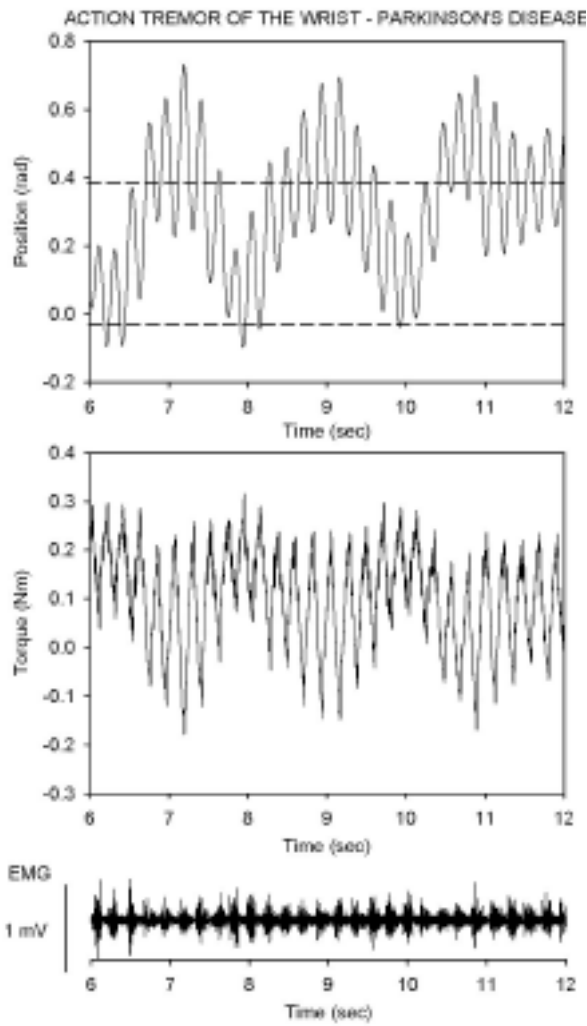 ACTION TREMOR OF THE WRIST - PARKINSON'S DISEASE
0.8
0.6
0.4
0.2
0.0
-0.2
Position (rad)
6 7 8 9 10 11 12
Time (sec)
0.4
0.3
0.2
0.1
0.0
-0.1
-0.2
-0.3
Torque (Nm)
6 7 8 9 10 11 12
Time (sec)
EMG
1 mV
6 7 8 9 10 11 12
Time (sec)